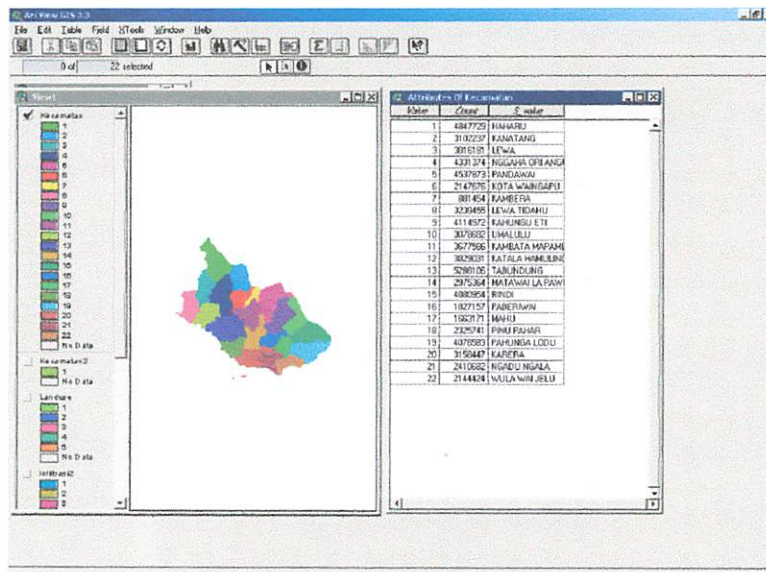 ArcView GIS 3.3
File Edit Table Field XTools Window Help
0 of 22 selected
View1
Kecamatan
1
2
3
4
5
6
7
8
9
10
11
12
13
14
15
16
17
18
19
20
21
22
No Data
Kecamatan2
1
No Data
Landuse
1
2
3
4
5
No Data
Infiltrasi2
1
2
3
Attributes Of Kecamatan
Value Count S_value
1 4847729 HAHARU
2 3102237 KANATANG
3 3016181 LEWA
4 4331374 NGGAHA ORI ANGU
5 4537873 PANDAWAI
6 2147676 KOTA WAINGAPU
7 881454 KAMBERA
8 3239455 LEWA TIDAHU
9 4114972 KAHUNGU ETI
10 3078692 UMALULU
11 3677586 KAMBATA MAPAME
12 3829031 KATALA HAMULING
13 5286106 TABUNDUNG
14 2975364 MATAWAI LA PAW
15 4080954 RINDI
16 1827157 PABERIWAI
17 1663171 MAHU
18 2325741 PINU PAHAR
19 4078583 PAHUNGA LODU
20 3158447 KARERA
21 2410682 NGADU NGALA
22 2144424 WULA WAIJELU